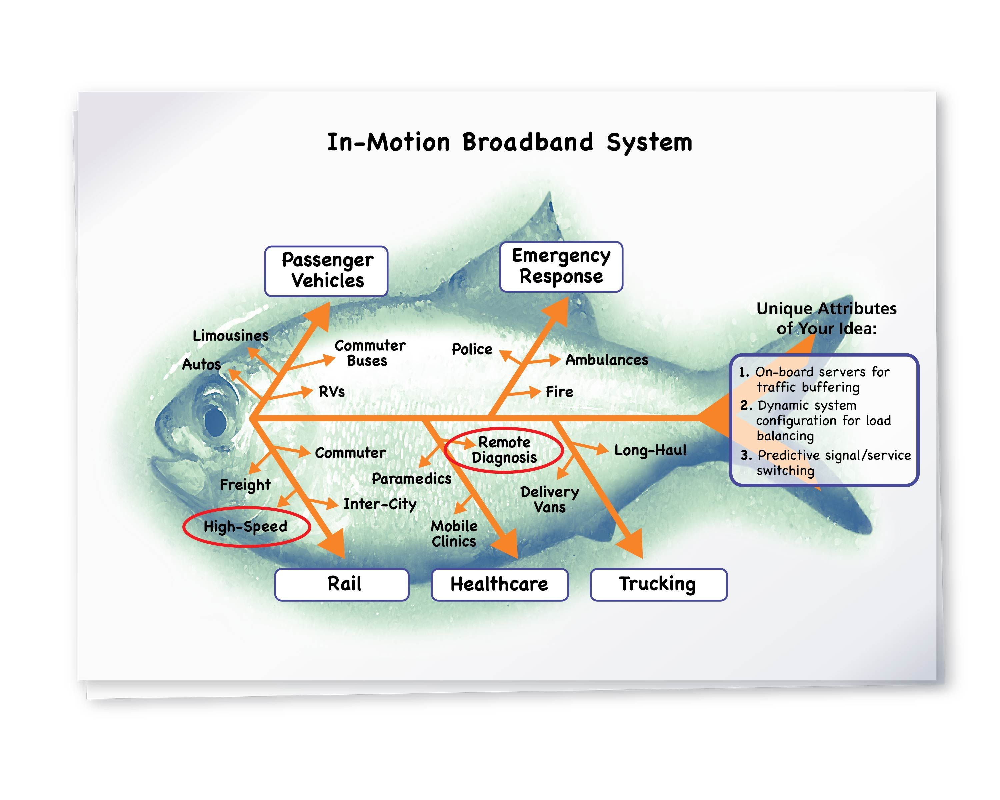 In-Motion Broadband System
Passenger
Vehicles
Emergency
Response
Limousines
Autos
Commuter
Buses
RVs
Police
Ambulances
Fire
Unique Attributes
of Your Idea:
1. On-board servers for
traffic buffering
2. Dynamic system
configuration for load
balancing
3. Predictive signal/service
switching
Commuter
Freight
High-Speed
Inter-City
Remote
Diagnosis
Paramedics
Mobile
Clinics
Long-Haul
Delivery
Vans
Rail
Healthcare
Trucking